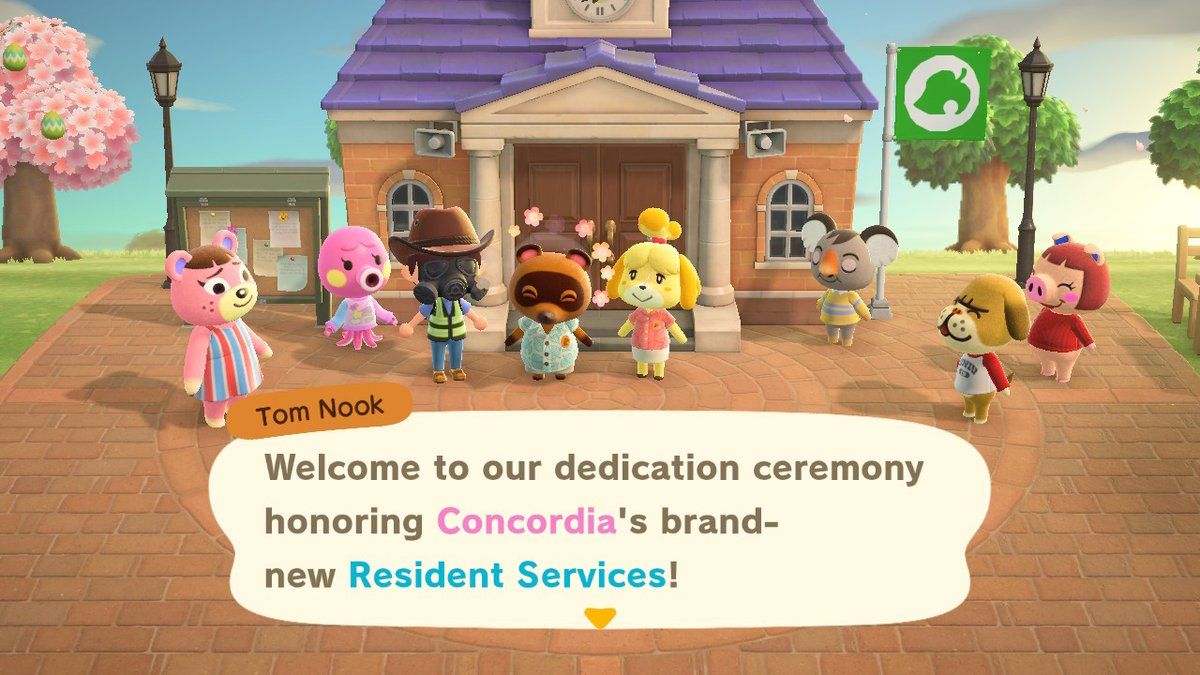 Tom Nook
Welcome to our dedication ceremony
honoring Concordia's brand-
new Resident Services!